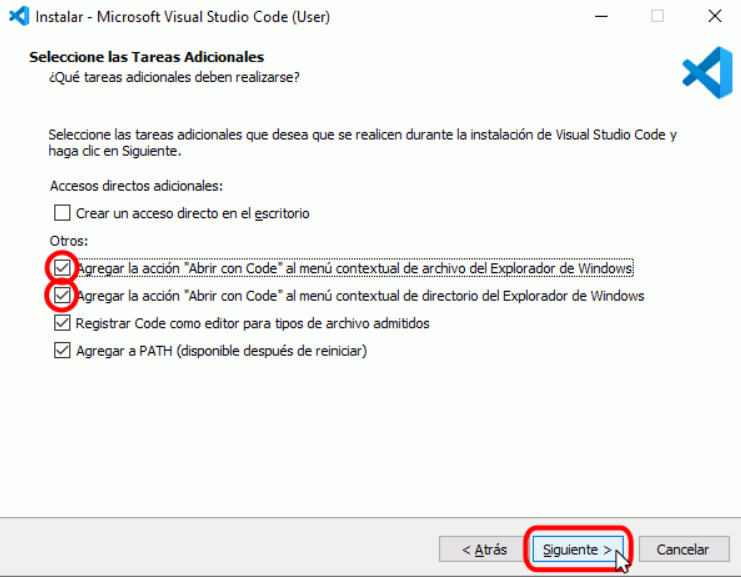 Instalar - Microsoft Visual Studio Code (User)
Seleccione las Tareas Adicionales
¿Qué tareas adicionales deben realizarse?
Seleccione las tareas adicionales que desea que se realicen durante la instalación de Visual Studio Code y
haga clic en Siguiente.
Accesos directos adicionales:
Crear un acceso directo en el escritorio
Otros:
Agregar la acción "Abrir con Code" al menú contextual de archivo del Explorador de Windows
Agregar la acción "Abrir con Code" al menú contextual de directorio del Explorador de Windows
Registrar Code como editor para tipos de archivo admitidos
Agregar a PATH (disponible después de reiniciar)
< Atrás
Siguiente >
Cancelar